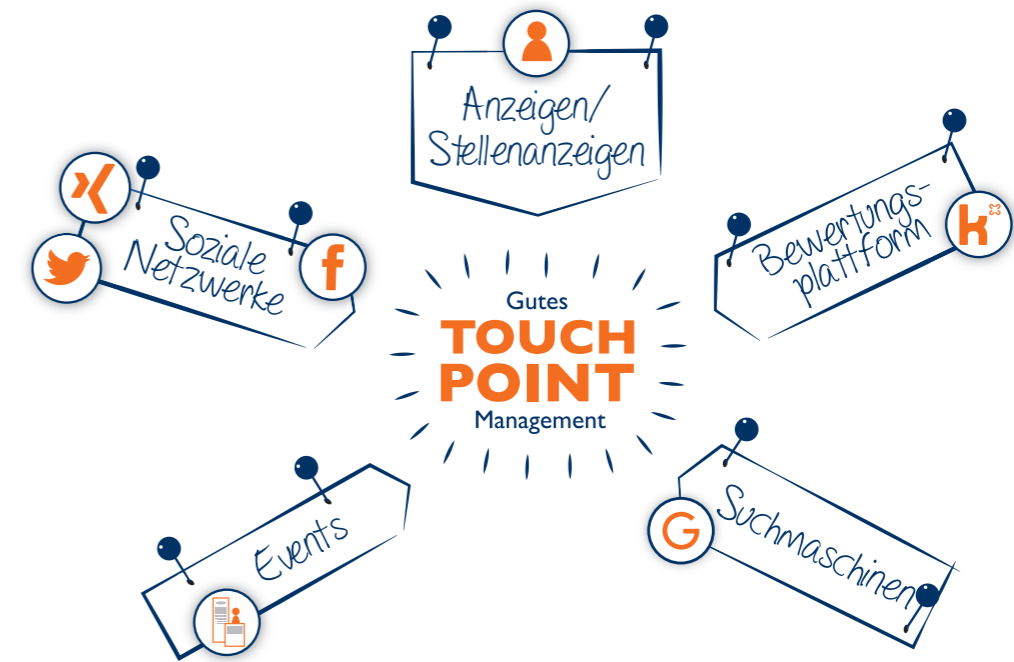 Anzeigen/
Stellenanzeigen
Soziale
Netzwerke
f
Bewertungs-
plattform
k
Gutes
TOUCH
POINT
Management
Events
G
Suchmaschinen